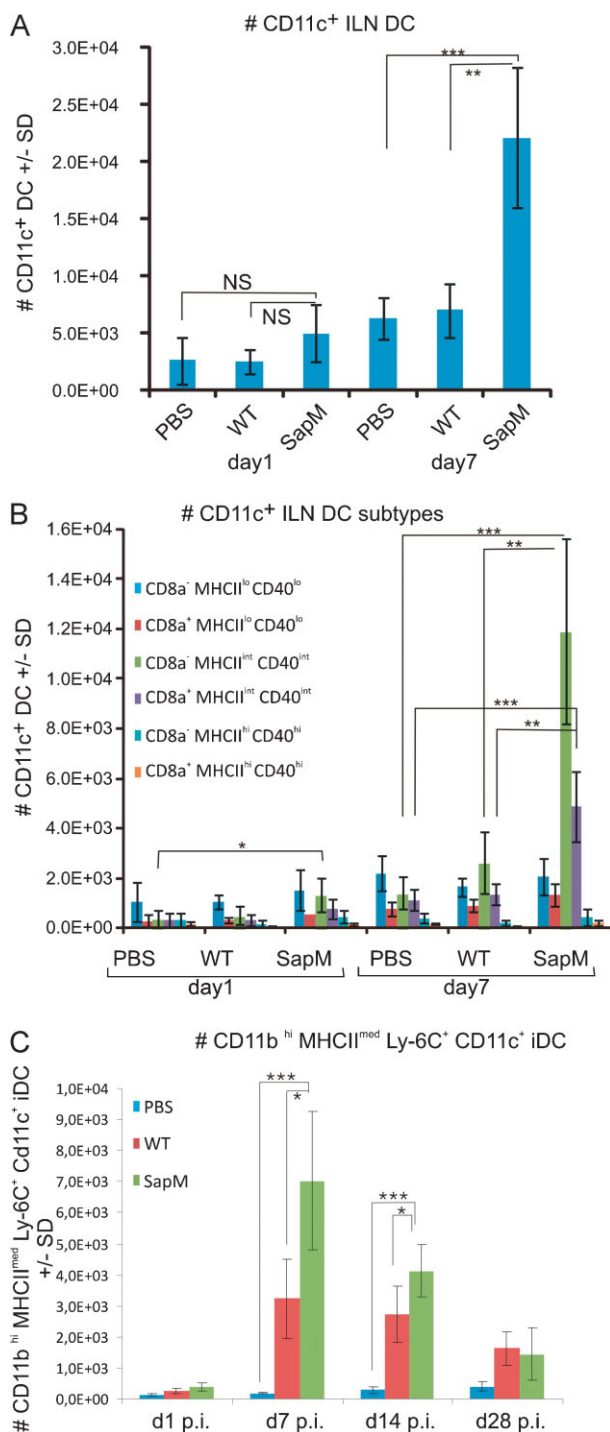 A
# CD11c⁺ ILN DC
# CD11c⁺ DC +/- SD
3.0E+04
2.5E+04
2.0E+04
1.5E+04
1.0E+04
5.0E+03
0.0E+00
***
**
NS
NS
PBS
WT
SapM
PBS
WT
SapM
day1
day7
B
# CD11c⁺ ILN DC subtypes
# CD11c⁺ DC +/- SD
1.6E+04
1.4E+04
1.2E+04
1.0E+04
8.0E+03
6.0E+03
4.0E+03
2.0E+03
0.0E+00
CD8a⁻ MHCIIˡᵒ CD40ˡᵒ
CD8a⁺ MHCIIˡᵒ CD40ˡᵒ
CD8a⁻ MHCIIⁱⁿᵗ CD40ⁱⁿᵗ
CD8a⁺ MHCIIⁱⁿᵗ CD40ⁱⁿᵗ
CD8a⁻ MHCIIʰⁱ CD40ʰⁱ
CD8a⁺ MHCIIʰⁱ CD40ʰⁱ
***
**
***
**
*
PBS WT SapM PBS WT SapM
day1 day7
C
# CD11b ʰⁱ MHCIIᵐᵉᵈ Ly-6C⁺ CD11c⁺ iDC
# CD11b ʰⁱ MHCIIᵐᵉᵈ Ly-6C⁺ Cd11c⁺ iDC
+/- SD
1,0E+04
9,0E+03
8,0E+03
7,0E+03
6,0E+03
5,0E+03
4,0E+03
3,0E+03
2,0E+03
1,0E+03
0,0E+00
PBS
WT
SapM
***
*
***
*
d1 p.i. d7 p.i. d14 p.i. d28 p.i.